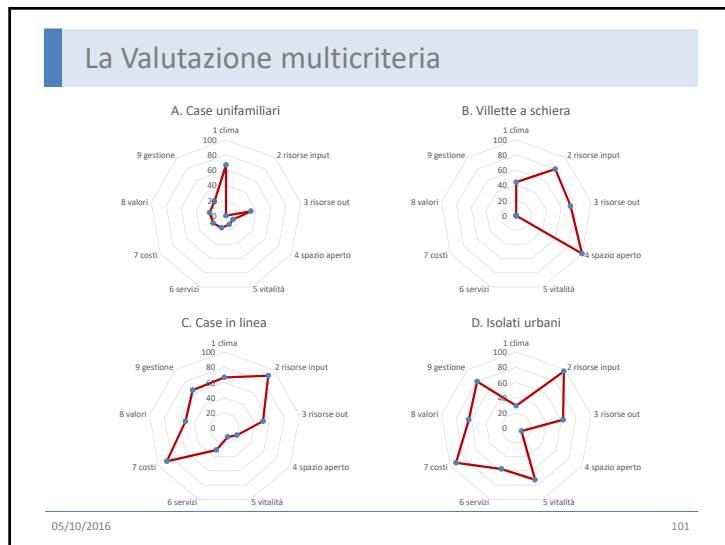 La Valutazione multicriteria
A. Case unifamiliari
1 clima
100
80
60
40
20
0
2 risorse input
3 risorse out
4 spazio aperto
5 vitalità
6 servizi
7 costi
8 valori
9 gestione
B. Villette a schiera
1 clima
100
80
60
40
20
0
2 risorse input
3 risorse out
4 spazio aperto
5 vitalità
6 servizi
7 costi
8 valori
9 gestione
C. Case in linea
1 clima
100
80
60
40
20
0
2 risorse input
3 risorse out
4 spazio aperto
5 vitalità
6 servizi
7 costi
8 valori
9 gestione
D. Isolati urbani
1 clima
100
80
60
40
20
0
2 risorse input
3 risorse out
4 spazio aperto
5 vitalità
6 servizi
7 costi
8 valori
9 gestione
05/10/2016
101